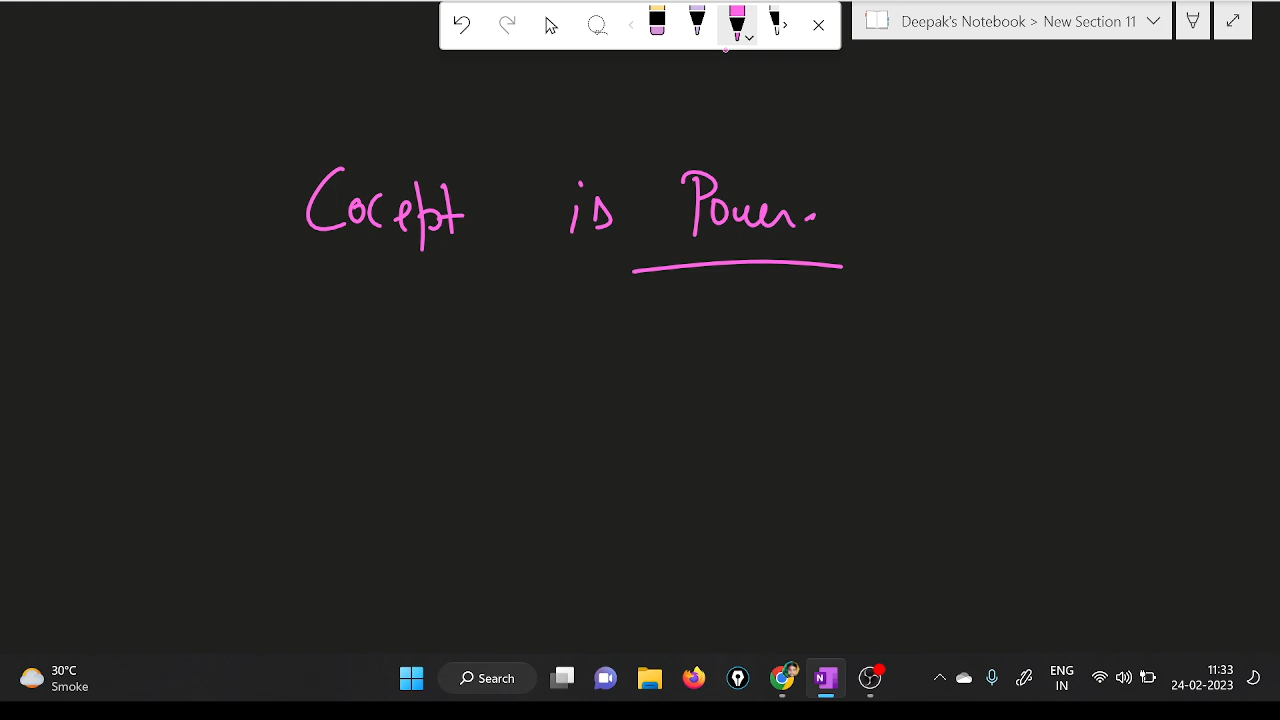 Deepak's Notebook > New Section 11
Cocept is Power.
30°C
Smoke
Search
ENG
IN
11:33
24-02-2023